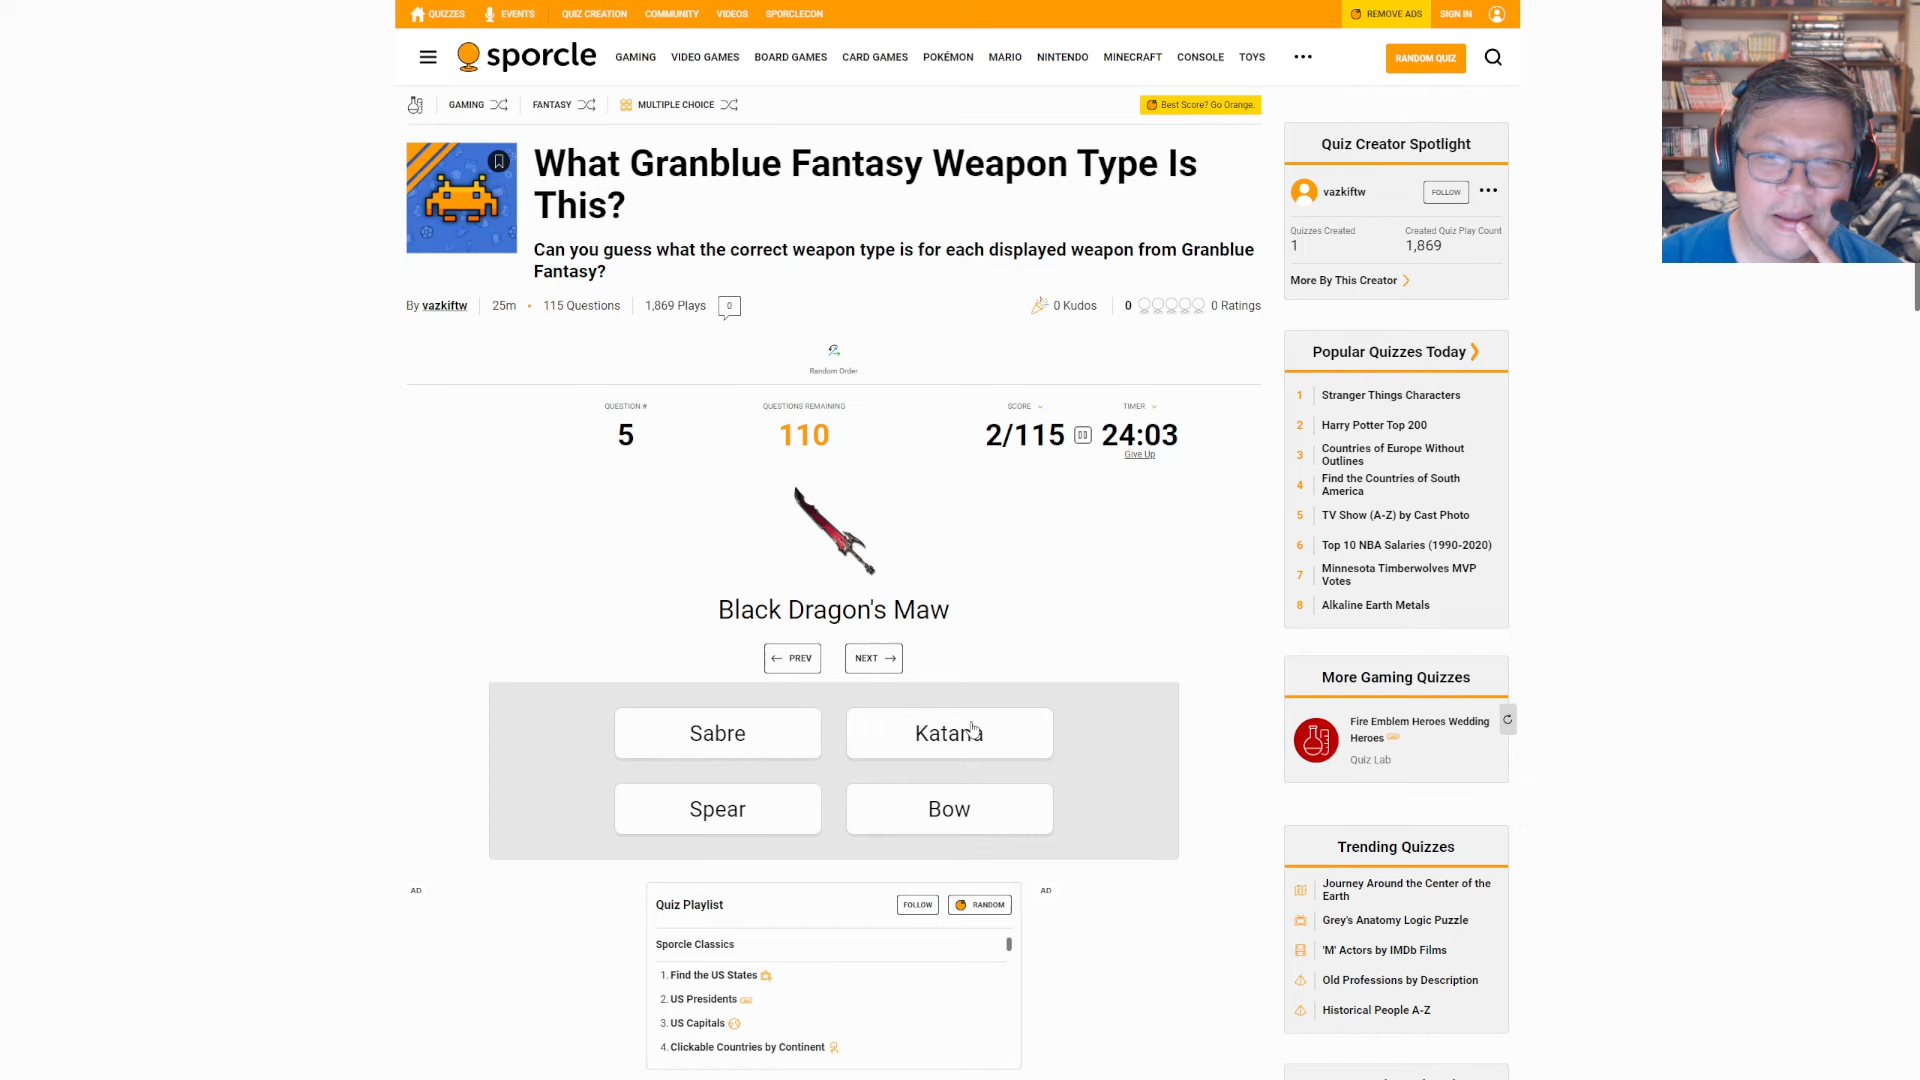 QUIZZES
EVENTS
QUIZ CREATION
COMMUNITY
VIDEOS
SPORCLECON
REMOVE ADS
SIGN IN
sporcle
GAMING
VIDEO GAMES
BOARD GAMES
CARD GAMES
POKÉMON
MARIO
NINTENDO
MINECRAFT
CONSOLE
TOYS
RANDOM QUIZ
GAMING
FANTASY
MULTIPLE CHOICE
Best Score? Go Orange.
What Granblue Fantasy Weapon Type Is
This?
Can you guess what the correct weapon type is for each displayed weapon from Granblue
Fantasy?
By vazkiftw
25m • 115 Questions
1,869 Plays
0
0 Kudos
0
0 Ratings
Random Order
QUESTION #
5
QUESTIONS REMAINING
110
SCORE
2/115
TIMER
24:03
Give Up
Black Dragon's Maw
← PREV
NEXT →
Sabre
Katana
Spear
Bow
AD
AD
Quiz Playlist
FOLLOW
RANDOM
Sporcle Classics
1. Find the US States
2. US Presidents
3. US Capitals
4. Clickable Countries by Continent
Quiz Creator Spotlight
vazkiftw
FOLLOW
Quizzes Created
1
Created Quiz Play Count
1,869
More By This Creator
Popular Quizzes Today
1 Stranger Things Characters
2 Harry Potter Top 200
3 Countries of Europe Without
Outlines
4 Find the Countries of South
America
5 TV Show (A-Z) by Cast Photo
6 Top 10 NBA Salaries (1990-2020)
7 Minnesota Timberwolves MVP
Votes
8 Alkaline Earth Metals
More Gaming Quizzes
Fire Emblem Heroes Wedding
Heroes
Quiz Lab
Trending Quizzes
Journey Around the Center of the
Earth
Grey's Anatomy Logic Puzzle
'M' Actors by IMDb Films
Old Professions by Description
Historical People A-Z